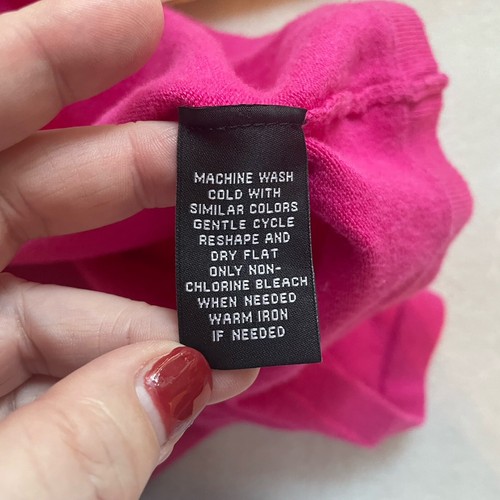 MACHINE WASH
COLD WITH
SIMILAR COLORS
GENTLE CYCLE
RESHAPE AND
DRY FLAT
ONLY NON-
CHLORINE BLEACH
WHEN NEEDED
WARM IRON
IF NEEDED